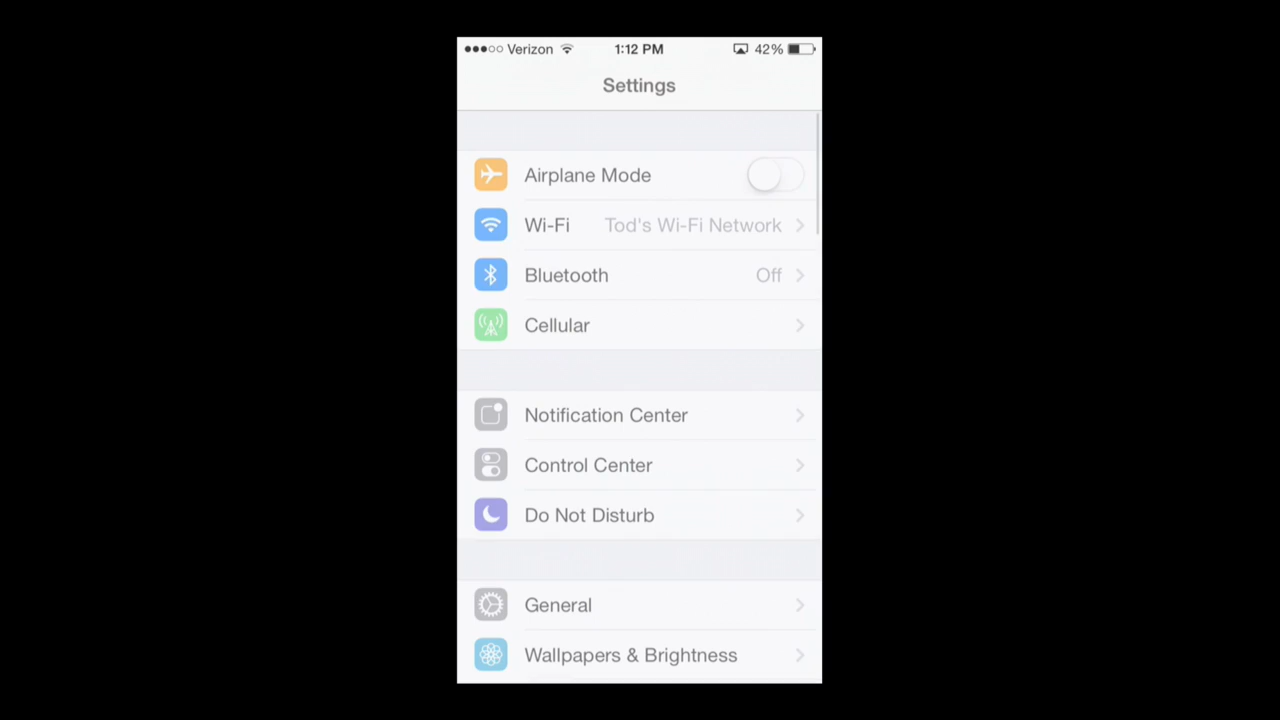 Verizon 1:12 PM 42%
Settings
Airplane Mode
Wi-Fi Tod's Wi-Fi Network
Bluetooth Off
Cellular
Notification Center
Control Center
Do Not Disturb
General
Wallpapers & Brightness